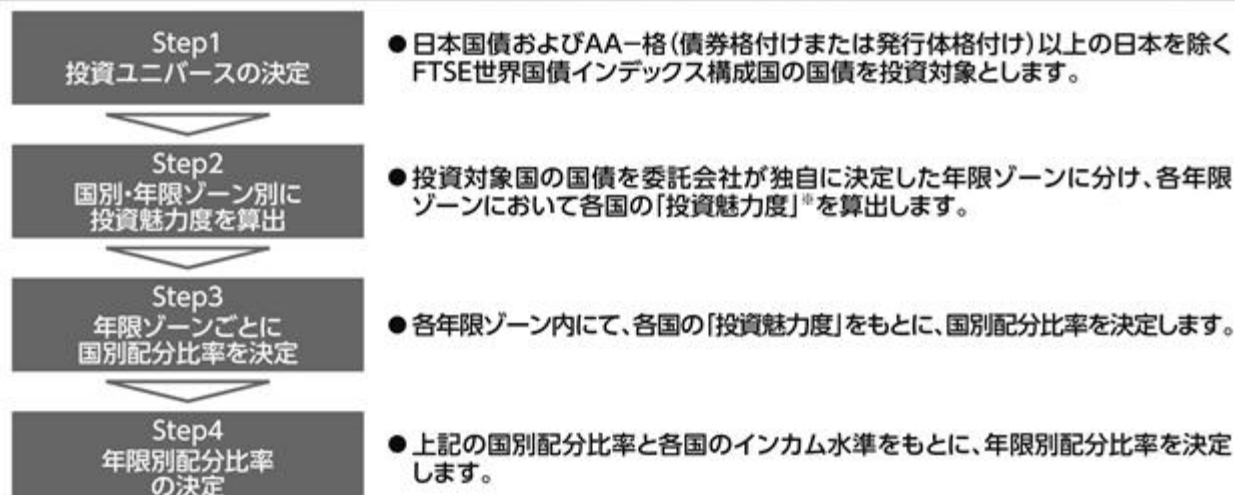 Step1
投資ユニバースの決定
●日本国債およびAA−格(債券格付けまたは発行体格付け)以上の日本を除く
FTSE世界国債インデックス構成国の国債を投資対象とします。
Step2
国別・年限ゾーン別に
投資魅力度を算出
●投資対象国の国債を委託会社が独自に決定した年限ゾーンに分け、各年限
ゾーンにおいて各国の「投資魅力度」※を算出します。
Step3
年限ゾーンごとに
国別配分比率を決定
●各年限ゾーン内にて、各国の「投資魅力度」をもとに、国別配分比率を決定します。
Step4
年限別配分比率
の決定
●上記の国別配分比率と各国のインカム水準をもとに、年限別配分比率を決定
します。